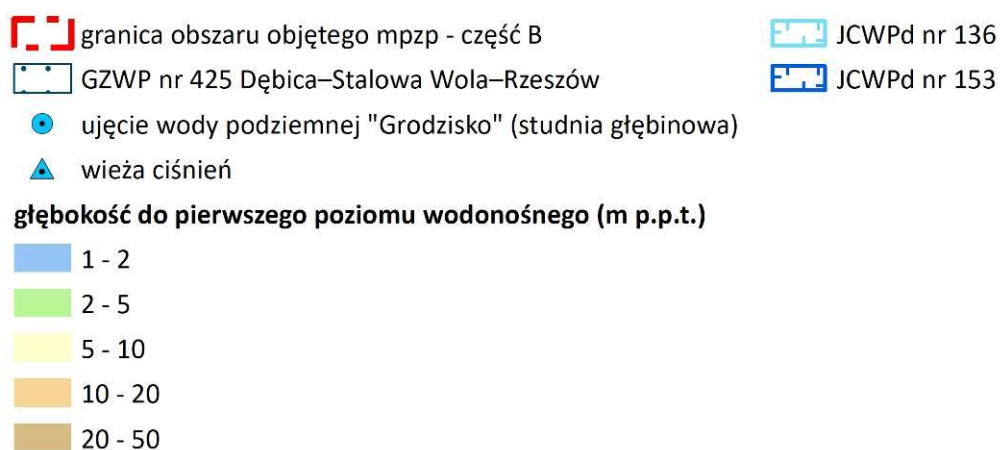 granica obszaru objętego mpzp - część B
JCWPd nr 136
GZWP nr 425 Dębica–Stalowa Wola–Rzeszów
JCWPd nr 153
ujęcie wody podziemnej "Grodzisko" (studnia głębinowa)
wieża ciśnień
głębokość do pierwszego poziomu wodonośnego (m p.p.t.)
1 - 2
2 - 5
5 - 10
10 - 20
20 - 50